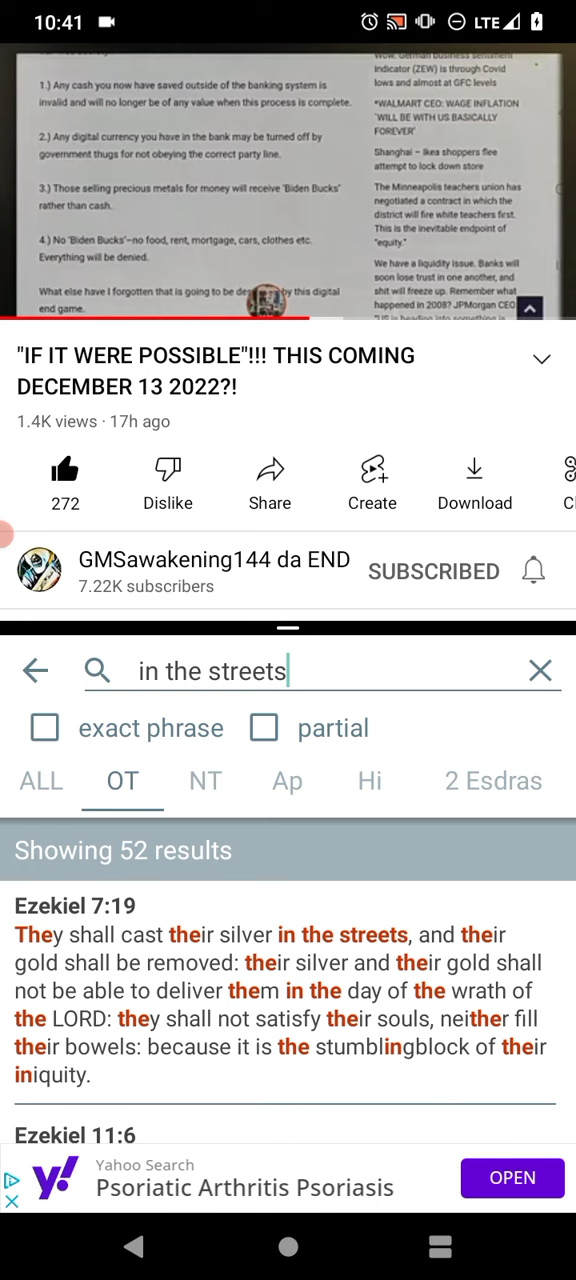 10:41
LTE
1.) Any cash you now have saved outside of the banking system is
invalid and will no longer be of any value when this process is complete.
2.) Any digital currency you have in the bank may be turned off by
government thugs for not obeying the correct party line.
3.) Those selling precious metals for money will receive 'Biden Bucks'
rather than cash.
4.) No 'Biden Bucks'–no food, rent, mortgage, cars, clothes etc.
Everything will be denied.
What else have I forgotten that is going to be by this digital
end game.
Wow. German business sentiment
Indicator (ZEW) is through Covid
lows and almost at GFC levels
*WALMART CEO: WAGE INFLATION
'WILL BE WITH US BASICALLY
FOREVER'
Shanghai – Ikea shoppers flee
attempt to lock down store
The Minneapolis teachers union has
negotiated a contract in which the
district will fire white teachers first.
This is the inevitable endpoint of
"equity."
We have a liquidity issue. Banks will
soon lose trust in one another, and
shit will freeze up. Remember what
happened in 2008? JPMorgan CEO:
"US is heading into something is
"IF IT WERE POSSIBLE"!!! THIS COMING
DECEMBER 13 2022?!
1.4K views · 17h ago
272
Dislike
Share
Create
Download
Cl
GMSawakening144 da END
7.22K subscribers
SUBSCRIBED
in the streets
exact phrase
partial
ALL
OT
NT
Ap
Hi
2 Esdras
Showing 52 results
Ezekiel 7:19
They shall cast their silver in the streets, and their
gold shall be removed: their silver and their gold shall
not be able to deliver them in the day of the wrath of
the LORD: they shall not satisfy their souls, neither fill
their bowels: because it is the stumblingblock of their
iniquity.
Ezekiel 11:6
y!
Yahoo Search
Psoriatic Arthritis Psoriasis
OPEN